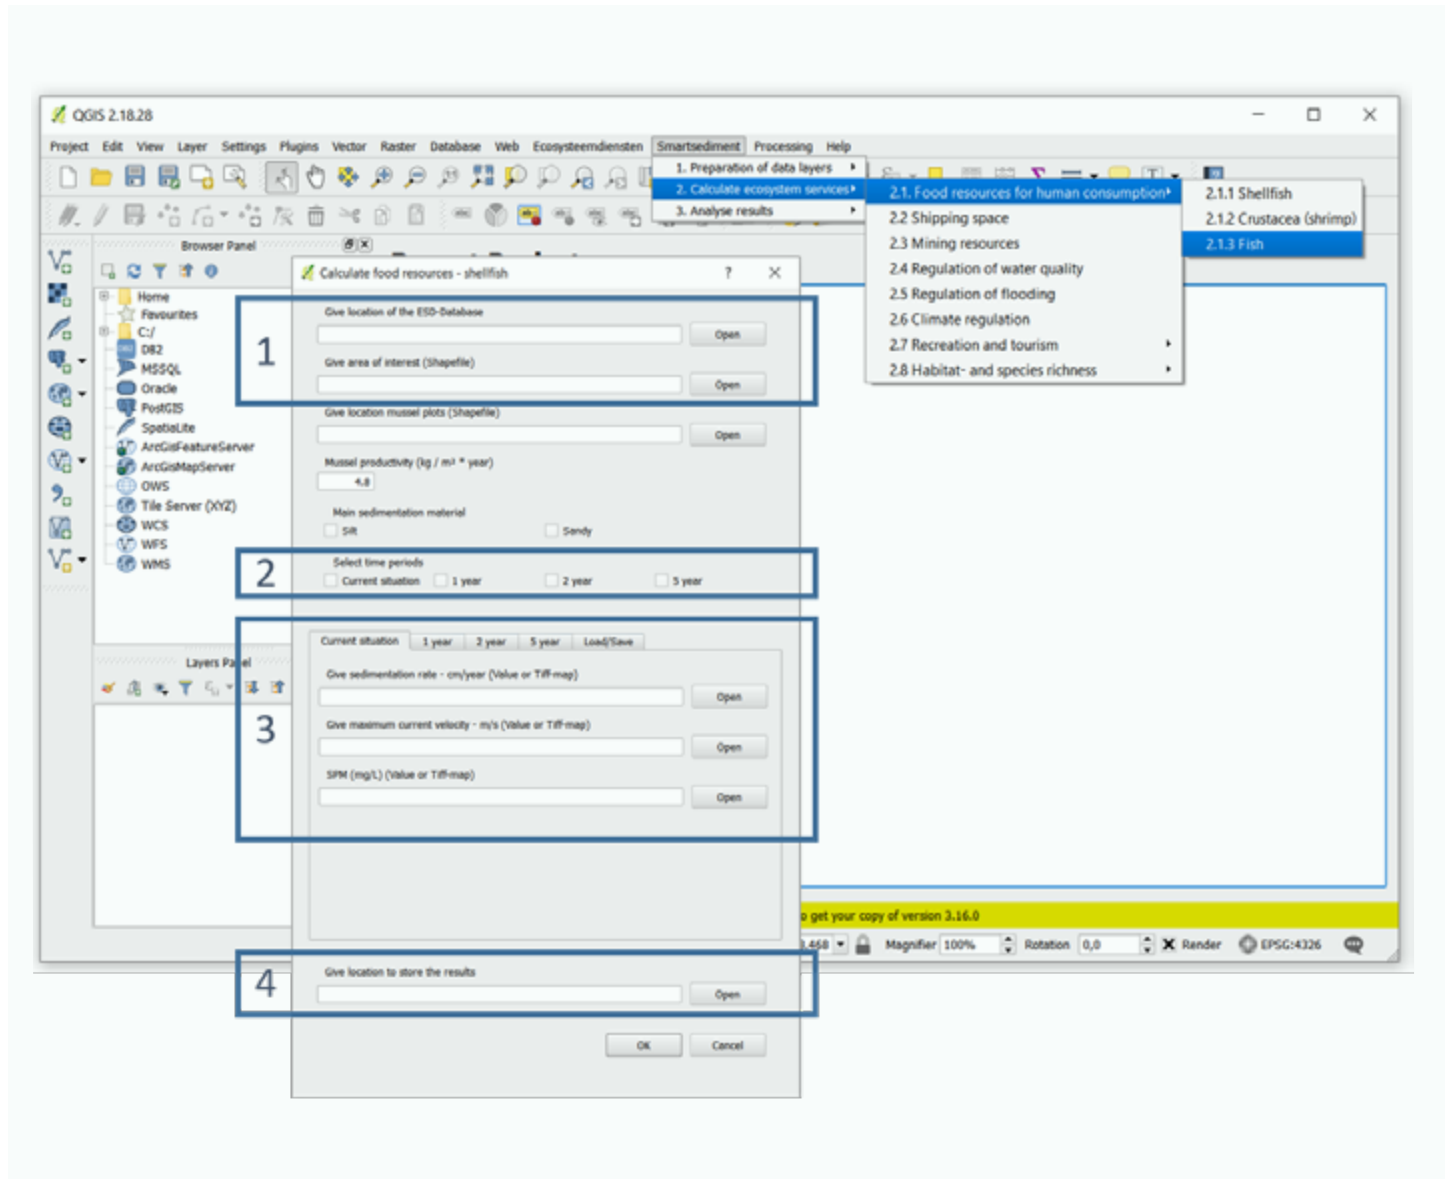 QGIS 2.18.28
Project Edit View Layer Settings Plugins Vector Raster Database Web Ecosysteemdiensten Smartsediment Processing Help
1. Preparation of data layers
2. Calculate ecosystem services
3. Analyse results
2.1. Food resources for human consumption
2.2 Shipping space
2.3 Mining resources
2.4 Regulation of water quality
2.5 Regulation of flooding
2.6 Climate regulation
2.7 Recreation and tourism
2.8 Habitat- and species richness
2.1.1 Shellfish
2.1.2 Crustacea (shrimp)
2.1.3 Fish
Browser Panel
Home
Favourites
C:/
DB2
MSSQL
Oracle
PostGIS
SpatiaLite
ArcGisFeatureServer
ArcGisMapServer
OWS
Tile Server (XYZ)
WCS
WFS
WMS
Layers Panel
Calculate food resources - shellfish ?
1
Give location of the ESD-Database
Open
Give area of interest (Shapefile)
Open
Give location mussel plots (Shapefile)
Open
Mussel productivity (kg / m² * year)
4.8
Main sedimentation material
Silt Sandy
2
Select time periods
Current situation 1 year 2 year 5 year
3
Current situation 1 year 2 year 5 year Load/Save
Give sedimentation rate - cm/year (Value or Tiff-map)
Open
Give maximum current velocity - m/s (Value or Tiff-map)
Open
SPM (mg/L) (Value or Tiff-map)
Open
4
Give location to store the results
Open
OK Cancel
o get your copy of version 3.16.0
.468 Magnifier 100% Rotation 0,0 Render EPSG:4326